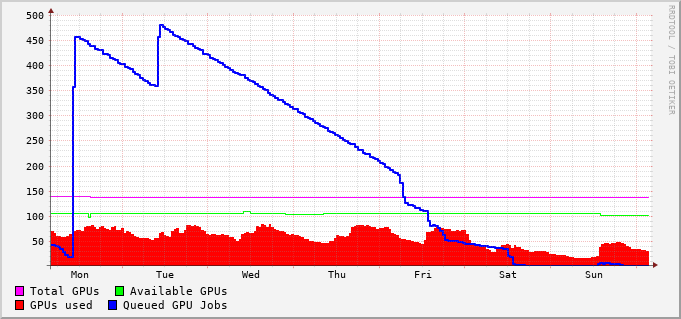 500
450
400
350
300
250
200
150
100
50
Mon Tue Wed Thu Fri Sat Sun
Total GPUs Available GPUs
GPUs used Queued GPU Jobs
RRDTOOL / TOBI OETIKER